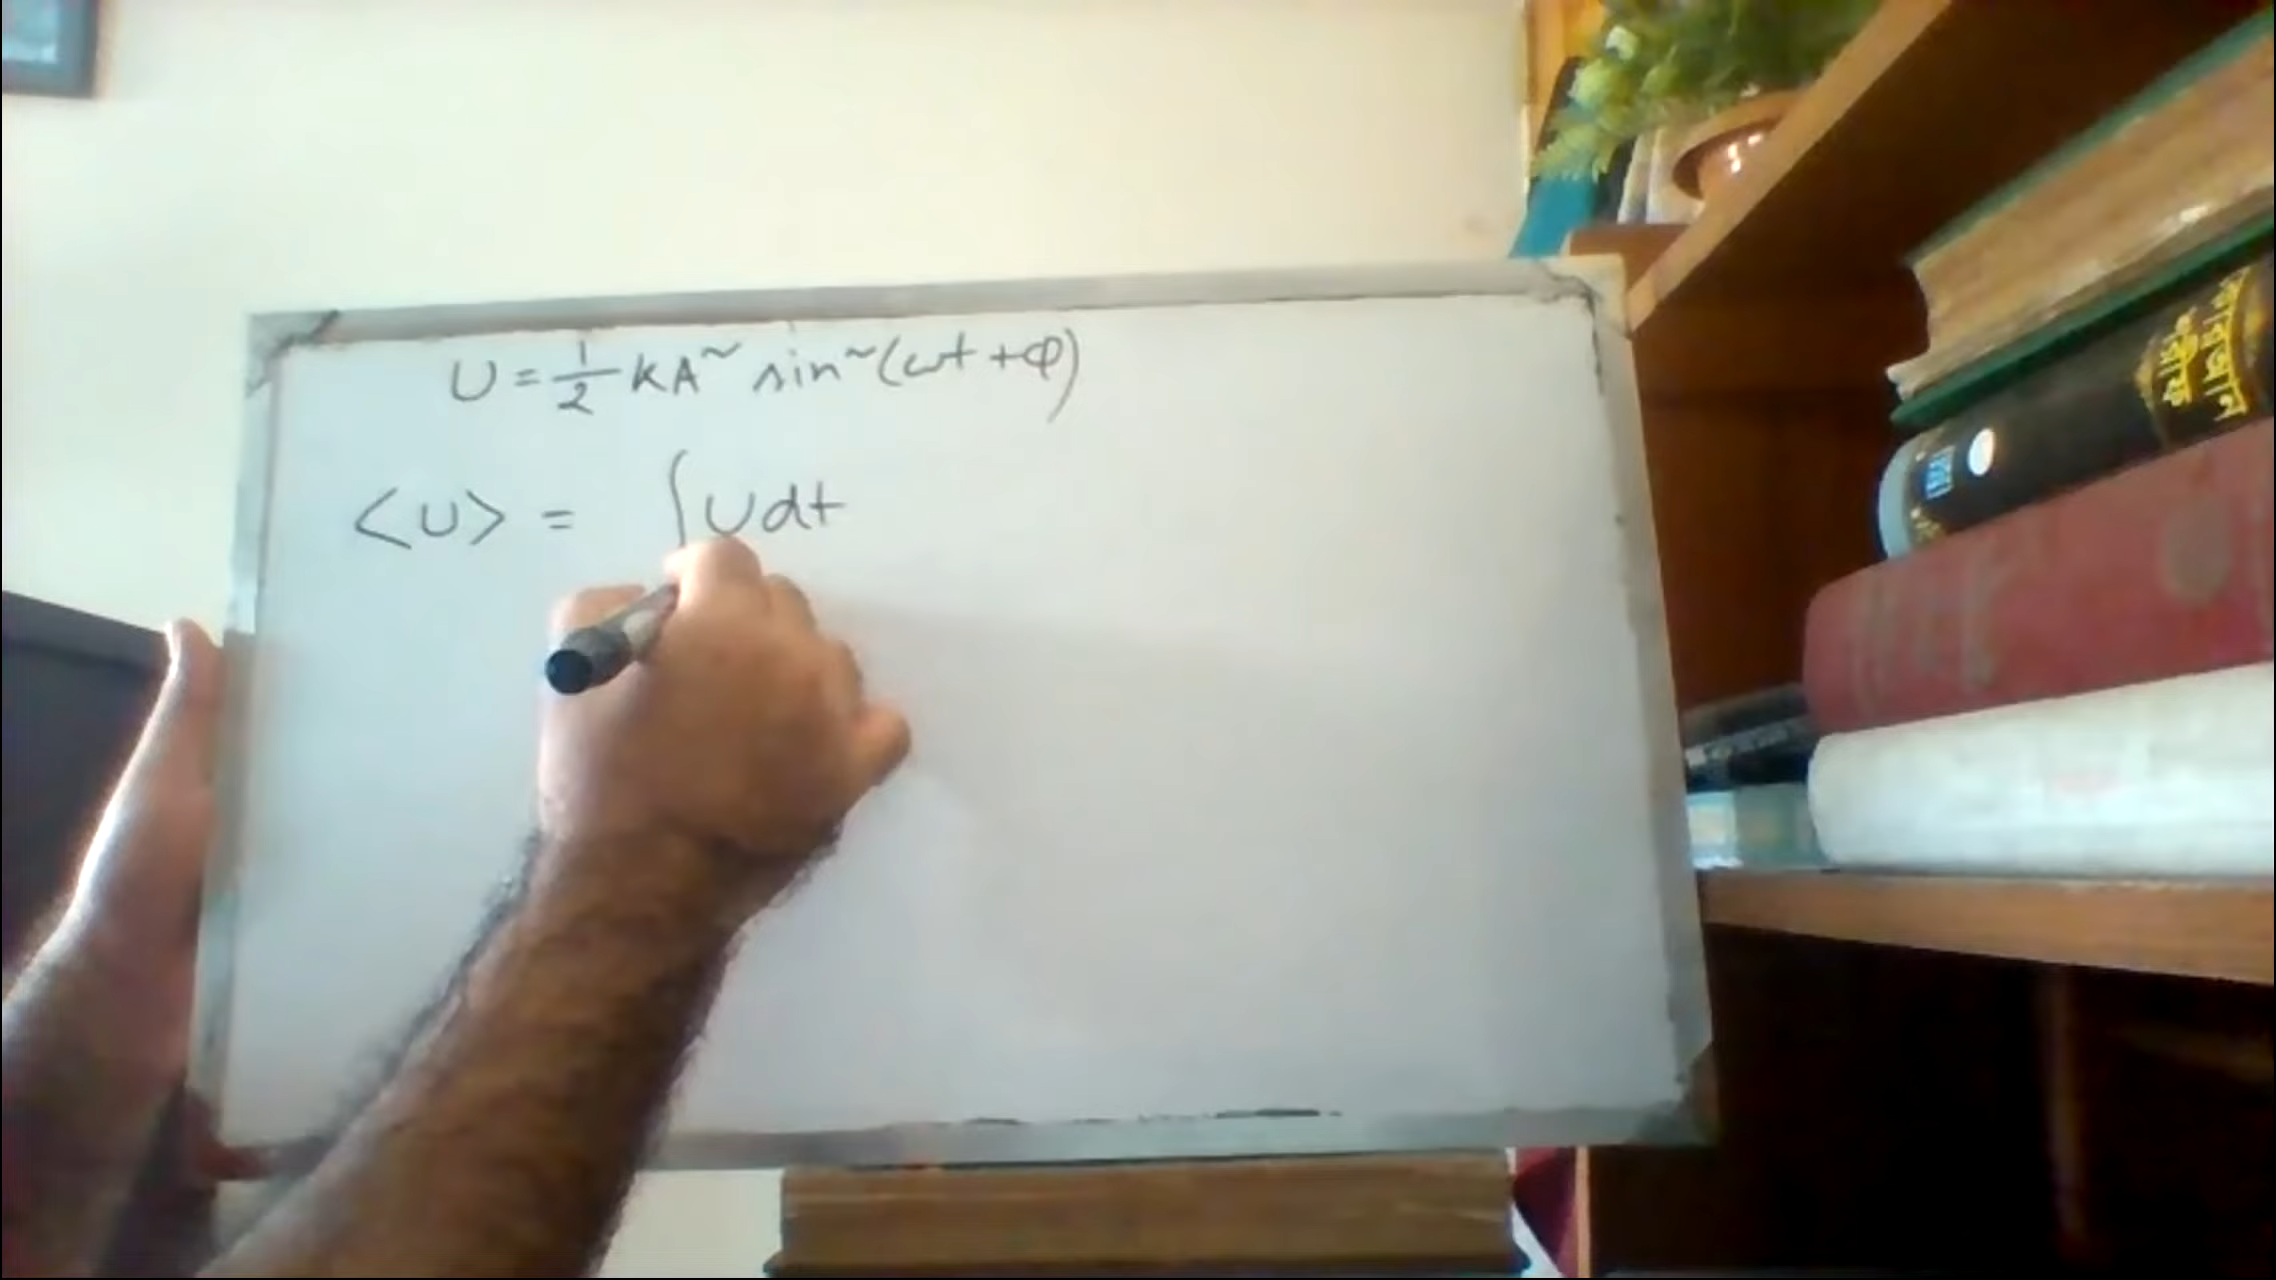 U = 1/2 kA~ sin~(ωt + φ)
<U> = ∫ U dt